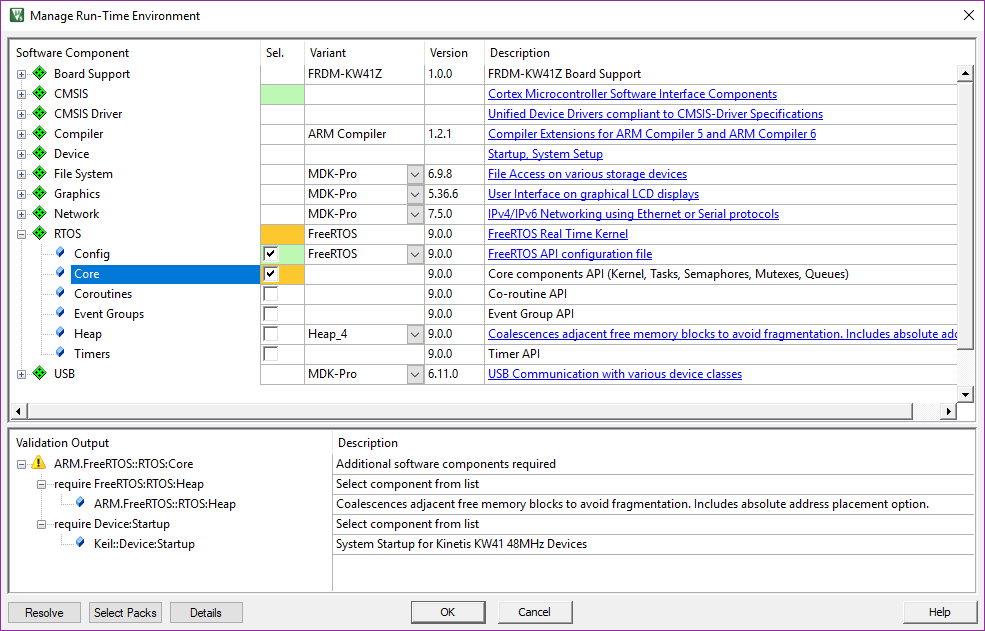 Manage Run-Time Environment
Software Component Sel. Variant Version Description
Board Support FRDM-KW41Z 1.0.0 FRDM-KW41Z Board Support
CMSIS Cortex Microcontroller Software Interface Components
CMSIS Driver Unified Device Drivers compliant to CMSIS-Driver Specifications
Compiler ARM Compiler 1.2.1 Compiler Extensions for ARM Compiler 5 and ARM Compiler 6
Device Startup, System Setup
File System MDK-Pro 6.9.8 File Access on various storage devices
Graphics MDK-Pro 5.36.6 User Interface on graphical LCD displays
Network MDK-Pro 7.5.0 IPv4/IPv6 Networking using Ethernet or Serial protocols
RTOS FreeRTOS 9.0.0 FreeRTOS Real Time Kernel
Config FreeRTOS 9.0.0 FreeRTOS API configuration file
Core 9.0.0 Core components API (Kernel, Tasks, Semaphores, Mutexes, Queues)
Coroutines 9.0.0 Co-routine API
Event Groups 9.0.0 Event Group API
Heap Heap_4 9.0.0 Coalescences adjacent free memory blocks to avoid fragmentation. Includes absolute
Timers 9.0.0 Timer API
USB MDK-Pro 6.11.0 USB Communication with various device classes
Validation Output Description
ARM.FreeRTOS::RTOS:Core Additional software components required
require FreeRTOS:RTOS:Heap Select component from list
ARM.FreeRTOS::RTOS:Heap Coalescences adjacent free memory blocks to avoid fragmentation. Includes absolute address placement option.
require Device:Startup Select component from list
Keil::Device:Startup System Startup for Kinetis KW41 48MHz Devices
Resolve Select Packs Details OK Cancel Help